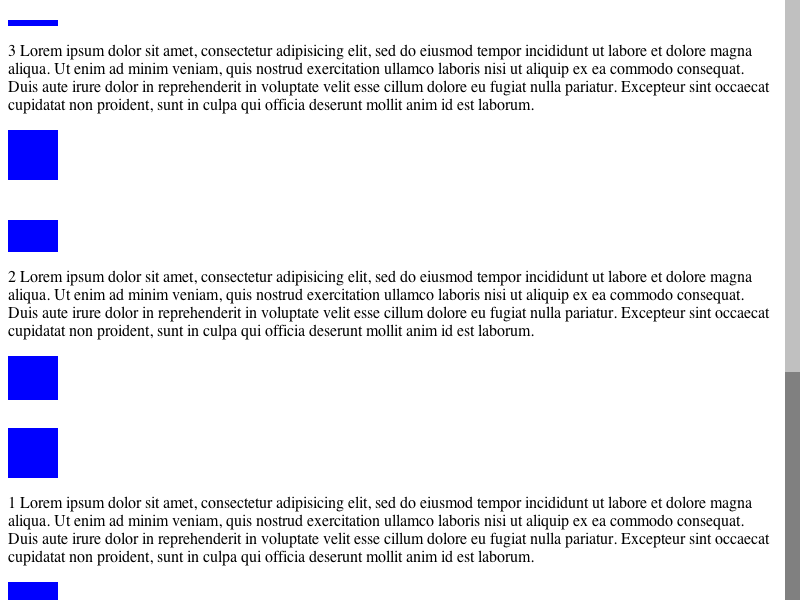 3 Lorem ipsum dolor sit amet, consectetur adipisicing elit, sed do eiusmod tempor incididunt ut labore et dolore magna
aliqua. Ut enim ad minim veniam, quis nostrud exercitation ullamco laboris nisi ut aliquip ex ea commodo consequat.
Duis aute irure dolor in reprehenderit in voluptate velit esse cillum dolore eu fugiat nulla pariatur. Excepteur sint occaecat
cupidatat non proident, sunt in culpa qui officia deserunt mollit anim id est laborum.
2 Lorem ipsum dolor sit amet, consectetur adipisicing elit, sed do eiusmod tempor incididunt ut labore et dolore magna
aliqua. Ut enim ad minim veniam, quis nostrud exercitation ullamco laboris nisi ut aliquip ex ea commodo consequat.
Duis aute irure dolor in reprehenderit in voluptate velit esse cillum dolore eu fugiat nulla pariatur. Excepteur sint occaecat
cupidatat non proident, sunt in culpa qui officia deserunt mollit anim id est laborum.
1 Lorem ipsum dolor sit amet, consectetur adipisicing elit, sed do eiusmod tempor incididunt ut labore et dolore magna
aliqua. Ut enim ad minim veniam, quis nostrud exercitation ullamco laboris nisi ut aliquip ex ea commodo consequat.
Duis aute irure dolor in reprehenderit in voluptate velit esse cillum dolore eu fugiat nulla pariatur. Excepteur sint occaecat
cupidatat non proident, sunt in culpa qui officia deserunt mollit anim id est laborum.